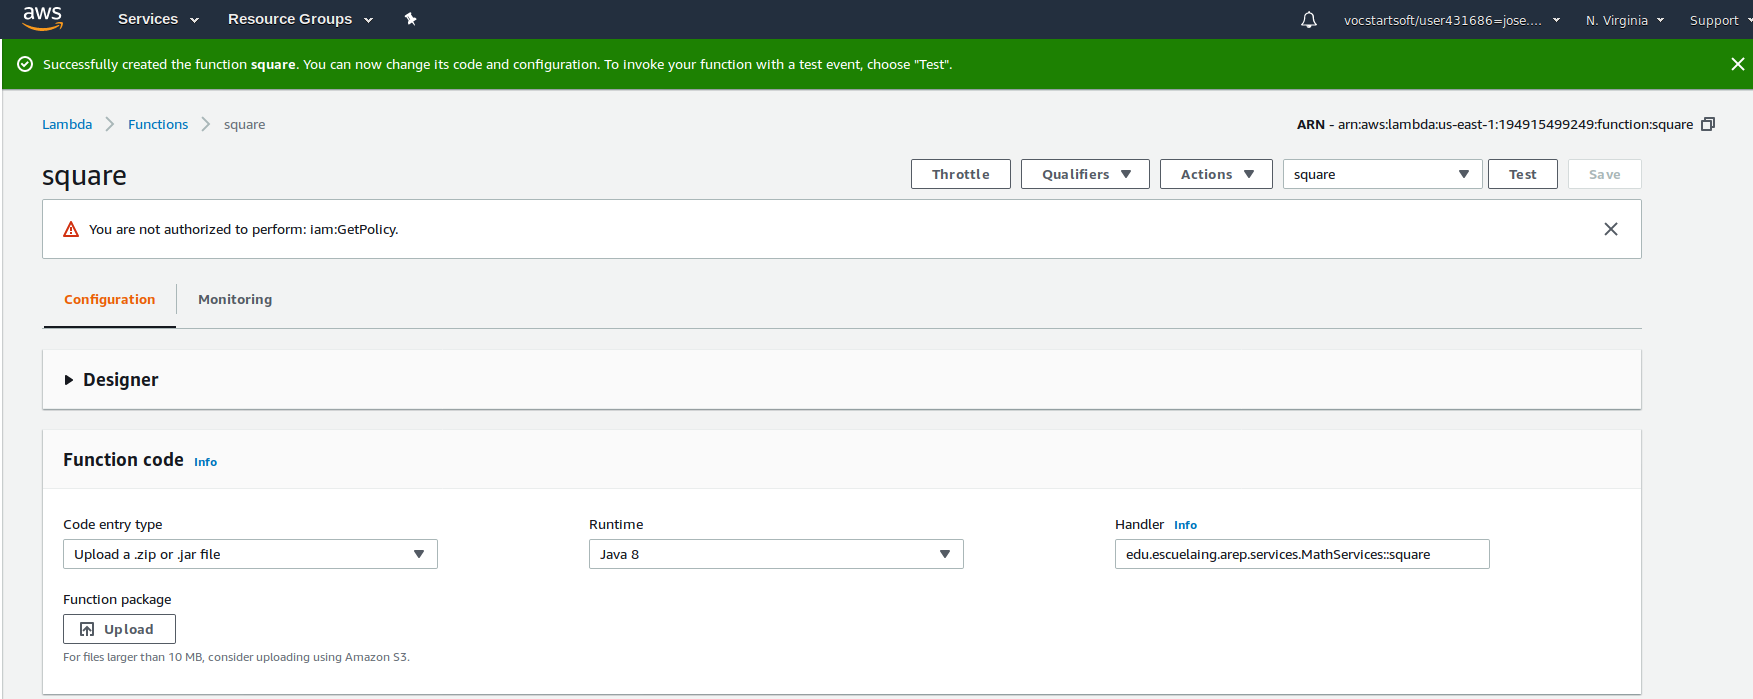 aws Services Resource Groups vocstartsoft/user431686=jose.... N. Virginia Support
Successfully created the function square. You can now change its code and configuration. To invoke your function with a test event, choose "Test".
Lambda Functions square ARN - arn:aws:lambda:us-east-1:194915499249:function:square
square Throttle Qualifiers Actions square Test Save
You are not authorized to perform: iam:GetPolicy.
Configuration Monitoring
Designer
Function code Info
Code entry type Runtime Handler Info
Upload a .zip or .jar file Java 8 edu.escuelaing.arep.services.MathServices::square
Function package
Upload
For files larger than 10 MB, consider uploading using Amazon S3.